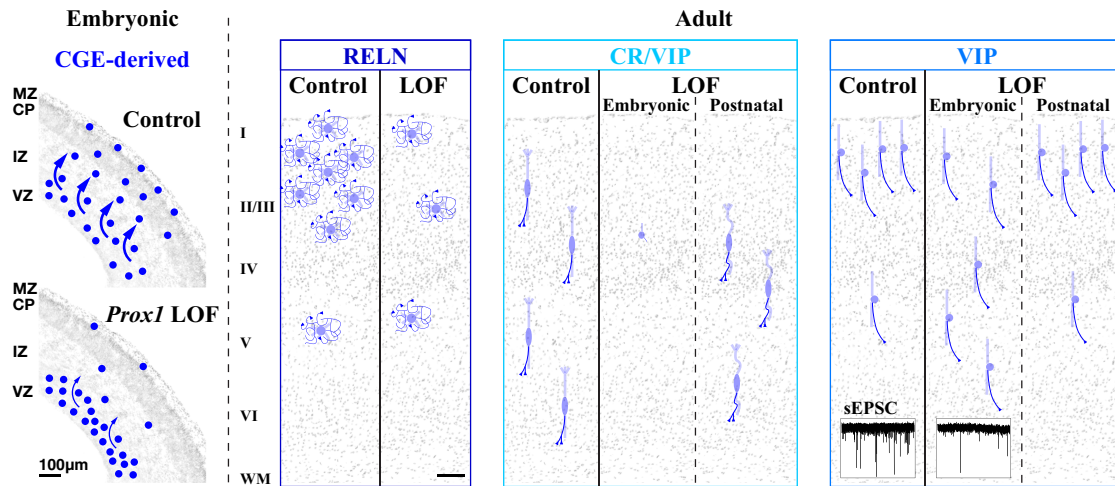 Embryonic
Adult
CGE-derived
RELN
CR/VIP
VIP
Control
LOF
Control
LOF
Embryonic
Postnatal
Control
LOF
Embryonic
Postnatal
MZ
CP
IZ
VZ
Control
MZ
CP
IZ
VZ
Prox1 LOF
100µm
I
II/III
IV
V
VI
WM
sEPSC